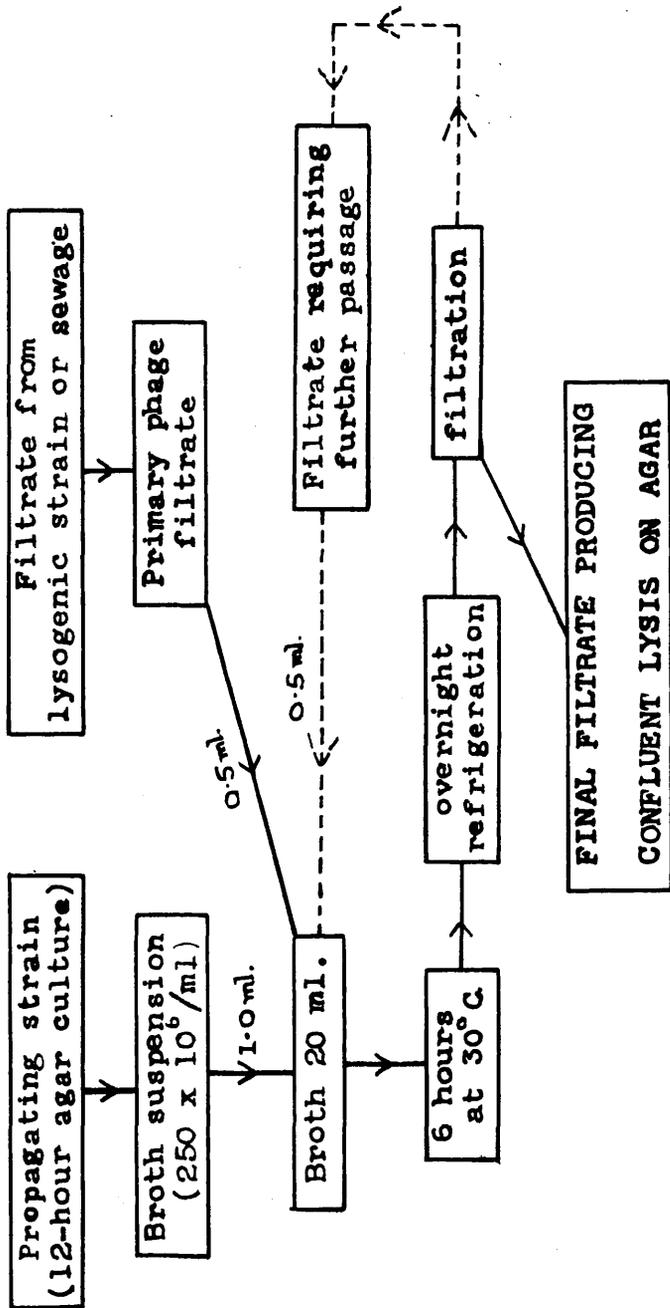 Propagating strain
(12-hour agar culture)
Filtrate from
lysogenic strain or sewage
Broth suspension
(250 x 10⁶/ml)
Primary phage
filtrate
1.0 ml.
0.5 ml.
Broth 20 ml.
0.5 ml.
Filtrate requiring
further passage
6 hours
at 30°C.
overnight
refrigeration
filtration
FINAL FILTRATE PRODUCING
CONFLUENT LYSIS ON AGAR